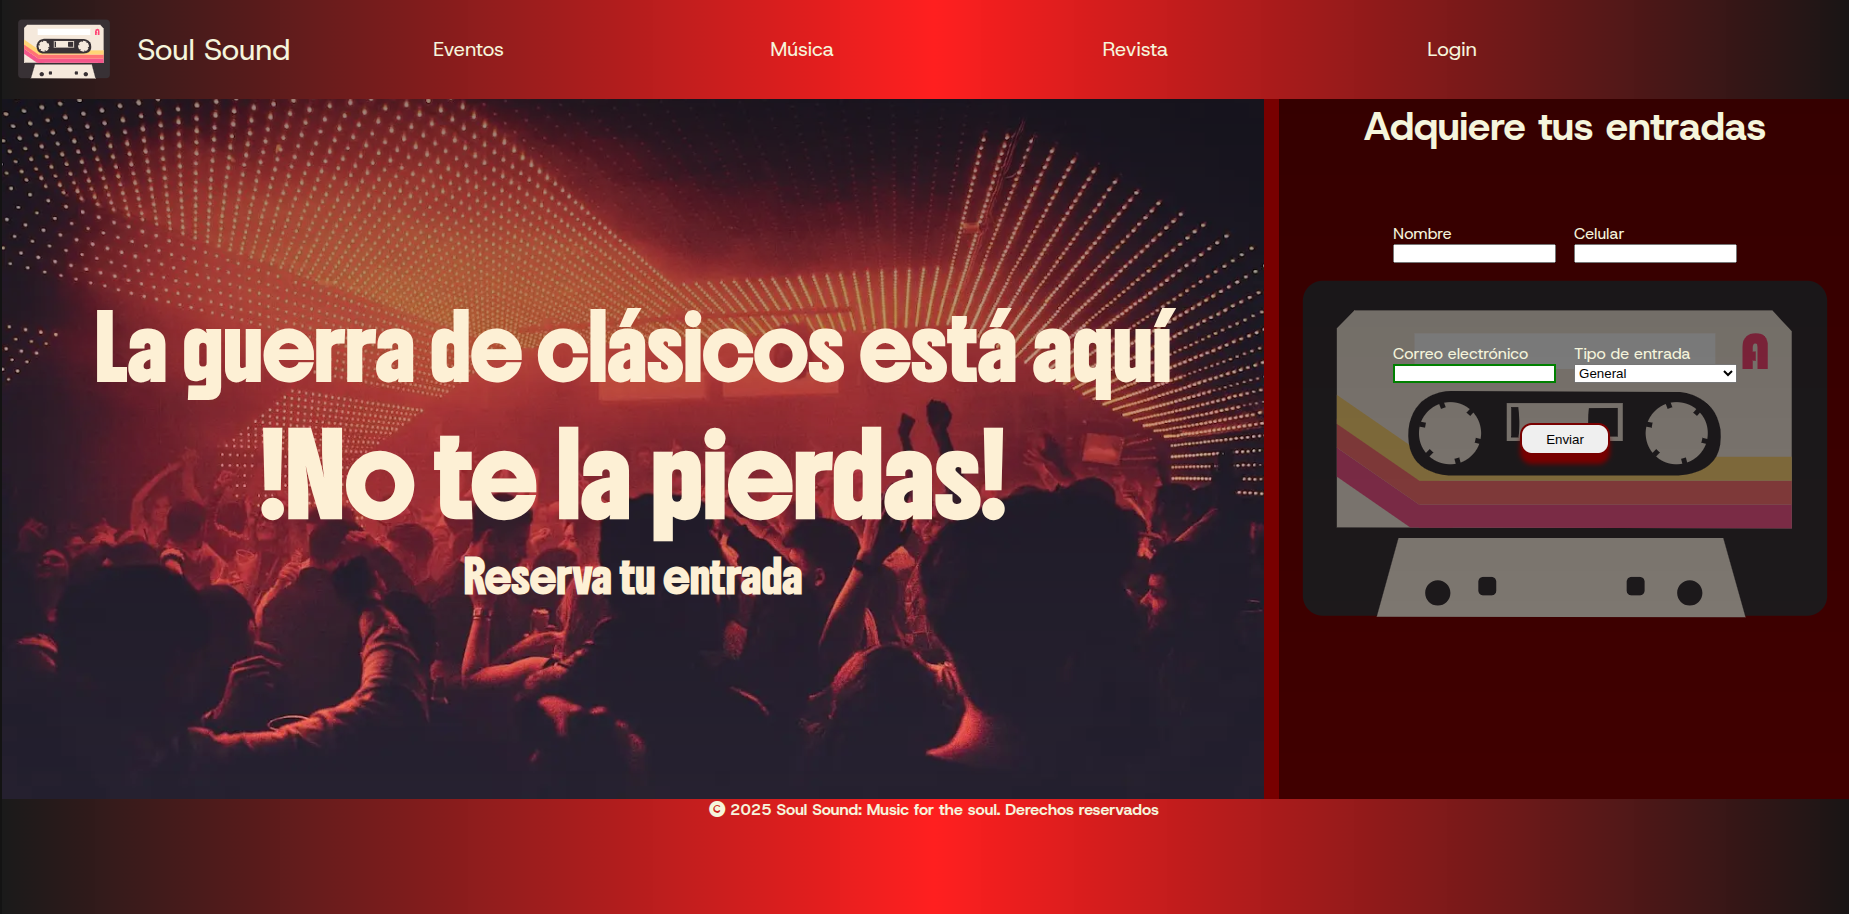 A
Soul Sound
Eventos
Música
Revista
Login
La guerra de clásicos está aquí
!No te la pierdas!
Reserva tu entrada
Adquiere tus entradas
Nombre
Celular
A
Correo electrónico
Tipo de entrada
General
Enviar
© 2025 Soul Sound: Music for the soul. Derechos reservados